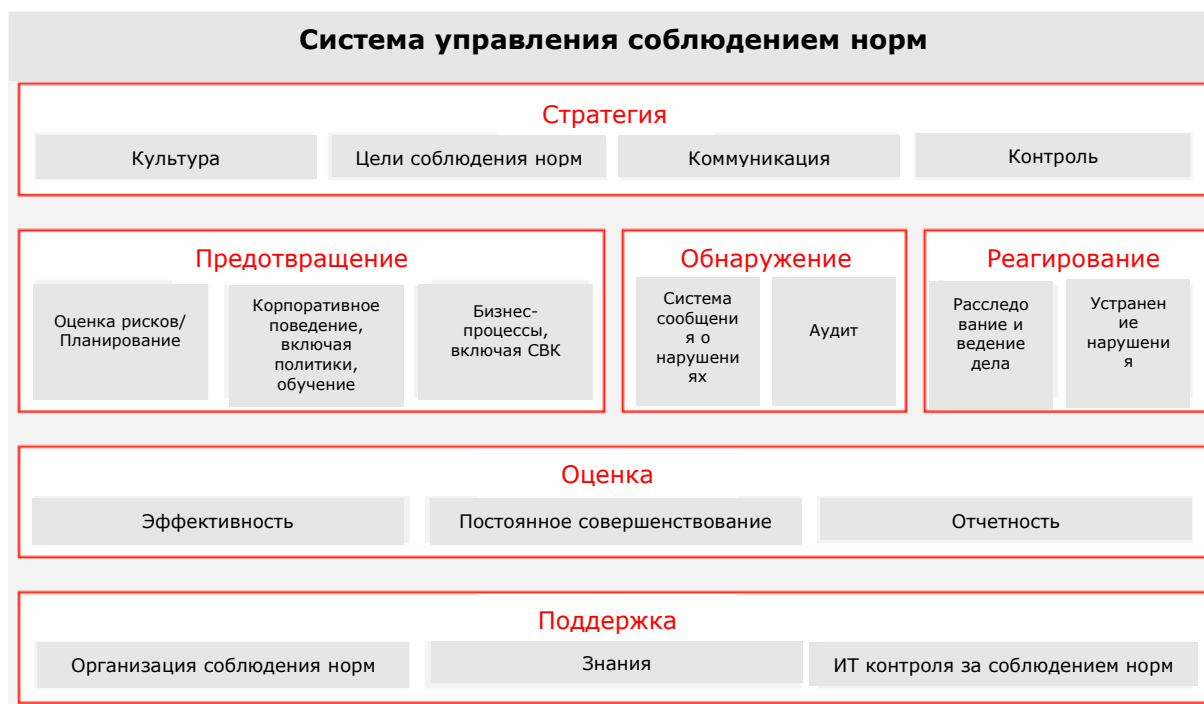 Система управления соблюдением норм
Стратегия
Культура
Цели соблюдения норм
Коммуникация
Контроль
Предотвращение
Оценка рисков/
Планирование
Корпоративное
поведение,
включая
политики,
обучение
Бизнес-
процессы,
включая СВК
Обнаружение
Система
сообщени
я о
нарушени
ях
Аудит
Реагирование
Расследо
вание и
ведение
дела
Устранен
ие
нарушени
я
Оценка
Эффективность
Постоянное совершенствование
Отчетность
Поддержка
Организация соблюдения норм
Знания
ИТ контроля за соблюдением норм